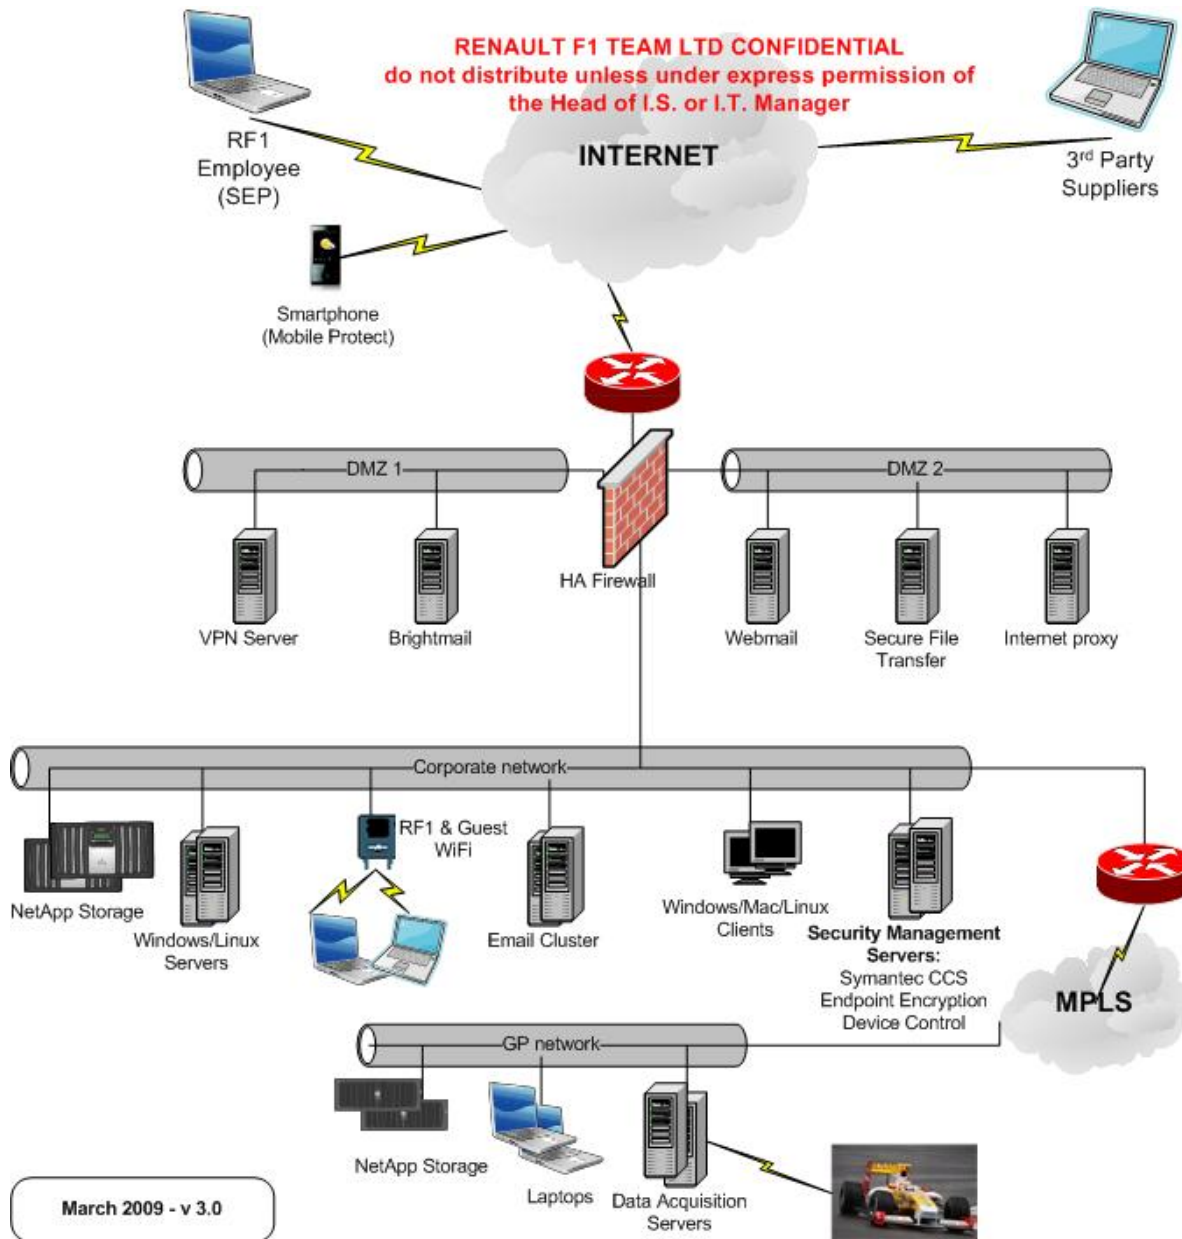 RENAULT F1 TEAM LTD CONFIDENTIAL
do not distribute unless under express permission of
the Head of I.S. or I.T. Manager
INTERNET
RF1
Employee
(SEP)
3rd Party
Suppliers
Smartphone
(Mobile Protect)
DMZ 1
DMZ 2
HA Firewall
VPN Server
Brightmail
Webmail
Secure File
Transfer
Internet proxy
Corporate network
RF1 & Guest
WiFi
NetApp Storage
Windows/Linux
Servers
Email Cluster
Windows/Mac/Linux
Clients
Security Management
Servers:
Symantec CCS
Endpoint Encryption
Device Control
MPLS
GP network
NetApp Storage
Laptops
Data Acquisition
Servers
March 2009 - v 3.0